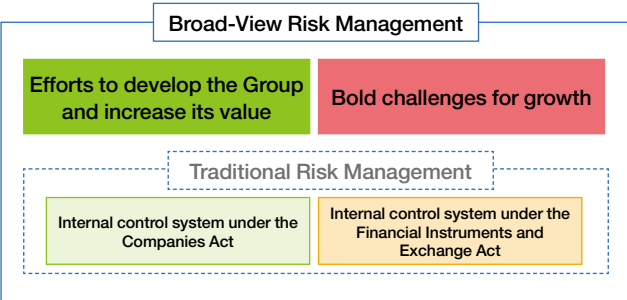 Broad-View Risk Management
Efforts to develop the Group
and increase its value
Bold challenges for growth
Traditional Risk Management
Internal control system under the
Companies Act
Internal control system under the
Financial Instruments and
Exchange Act